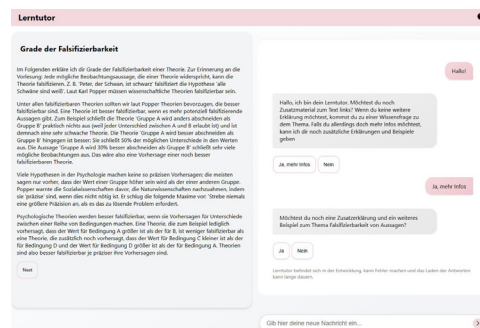 Lerntutor
Grade der Falsifizierbarkeit
Im Folgenden erkläre ich dir Grade der Falsifizierbarkeit einer Theorie. Zur Erinnerung an die
Vorlesung: Jede mögliche Beobachtungsaussage, die einer Theorie widerspricht, kann die
Theorie falsifizieren. Z. B. 'Peter, der Schwan, ist schwarz' falsifiziert die Hypothese 'alle
Schwäne sind weiß'. Laut Karl Popper müssen wissenschaftliche Theorien falsifizierbar sein.
Unter allen falsifizierbaren Theorien sollten wir laut Popper Theorien bevorzugen, die besser
falsifizierbar sind. Eine Theorie ist besser falsifizierbar, wenn es mehr potenziell falsifizierende
Aussagen gibt. Zum Beispiel schließt die Theorie 'Gruppe A wird anders abschneiden als
Gruppe B' praktisch nichts aus (weil jeder Unterschied zwischen A und B erlaubt ist) und ist
demnach eine sehr schwache Theorie. Die Theorie 'Gruppe A wird besser abschneiden als
Gruppe B' hingegen ist besser: Sie schließt 50% der möglichen Unterschiede in den Werten
aus. Die Aussage 'Gruppe A wird 30% besser abschneiden als Gruppe B' schließt sehr viele
mögliche Beobachtungen aus. Das wäre also eine Vorhersage einer noch besser
falsifizierbaren Theorie.
Viele Hypothesen in der Psychologie machen keine so präzisen Vorhersagen; die meisten
sagen nur vorher, dass der Wert einer Gruppe höher sein wird als der einer anderen Gruppe.
Popper warnte die Sozialwissenschaften davor, die Naturwissenschaften nachzuahmen, indem
sie 'präzise' sind, wenn dies nicht nötig ist. Er schlug die folgende Maxime vor: 'Strebe niemals
eine größere Präzision an, als es das zu lösende Problem erfordert.
Psychologische Theorien werden besser falsifizierbar, wenn sie Vorhersagen für Unterschiede
zwischen einer Reihe von Bedingungen machen. Eine Theorie, die zum Beispiel lediglich
vorhersagt, dass der Wert für Bedingung A größer ist als der für B, ist weniger falsifizierbar als
eine Theorie, die zusätzlich noch vorhersagt, dass der Wert für Bedingung C kleiner ist als der
für Bedingung D und der Wert für Bedingung D größer ist als der für Bedingung A. Theorien
sind also besser falsifizierbar je präziser ihre Vorhersagen sind.
Next
Hallo!
Hallo, ich bin dein Lerntutor. Möchtest du noch
Zusatzmaterial zum Text links? Wenn du keine weitere
Erklärung möchtest, kommst du zu einer Wissensfrage zu
dem Thema. Falls du allerdings doch mehr Infos möchtest,
kann ich dir noch zusätzliche Erklärungen und Beispiele
geben
Ja, mehr Infos
Nein
Ja, mehr Infos
Möchtest du noch eine Zusatzerklärung und ein weiteres
Beispiel zum Thema Falsifizierbarkeit von Aussagen?
Ja
Nein
Lerntutor befindet sich in der Entwicklung, kann Fehler machen und das Laden der Antworten
kann länge dauern.
Gib hier deine neue Nachricht ein...